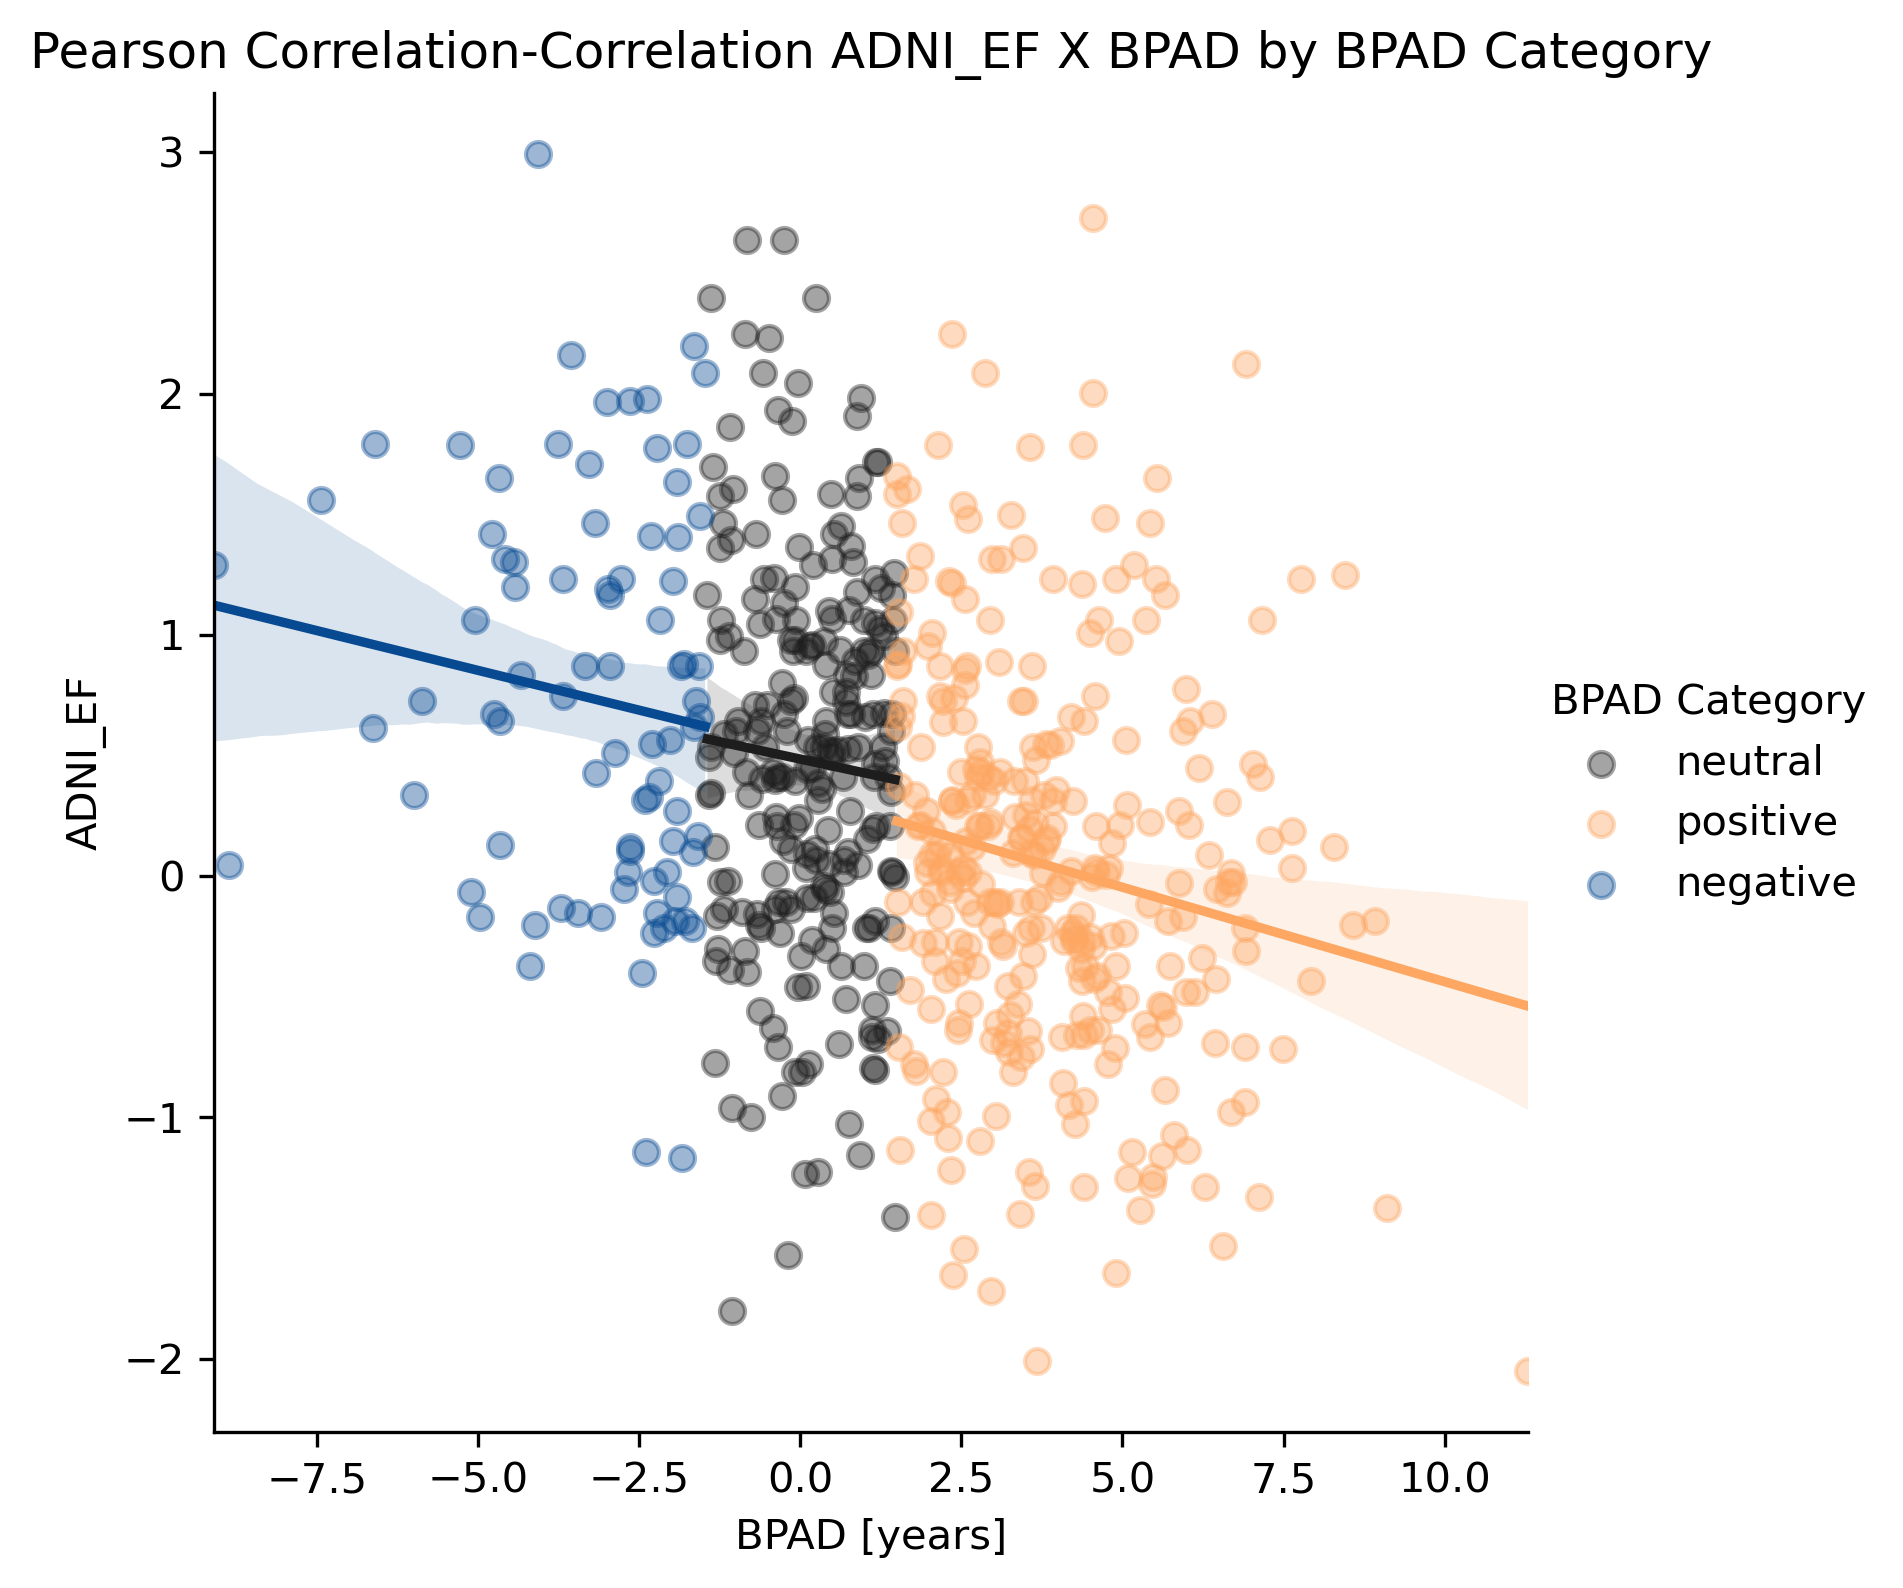 Pearson Correlation-Correlation ADNI_EF X BPAD by BPAD Category
3
2
1
0
−1
−2
ADNI_EF
−7.5 −5.0 −2.5 0.0 2.5 5.0 7.5 10.0
BPAD [years]
BPAD Category
neutral
positive
negative